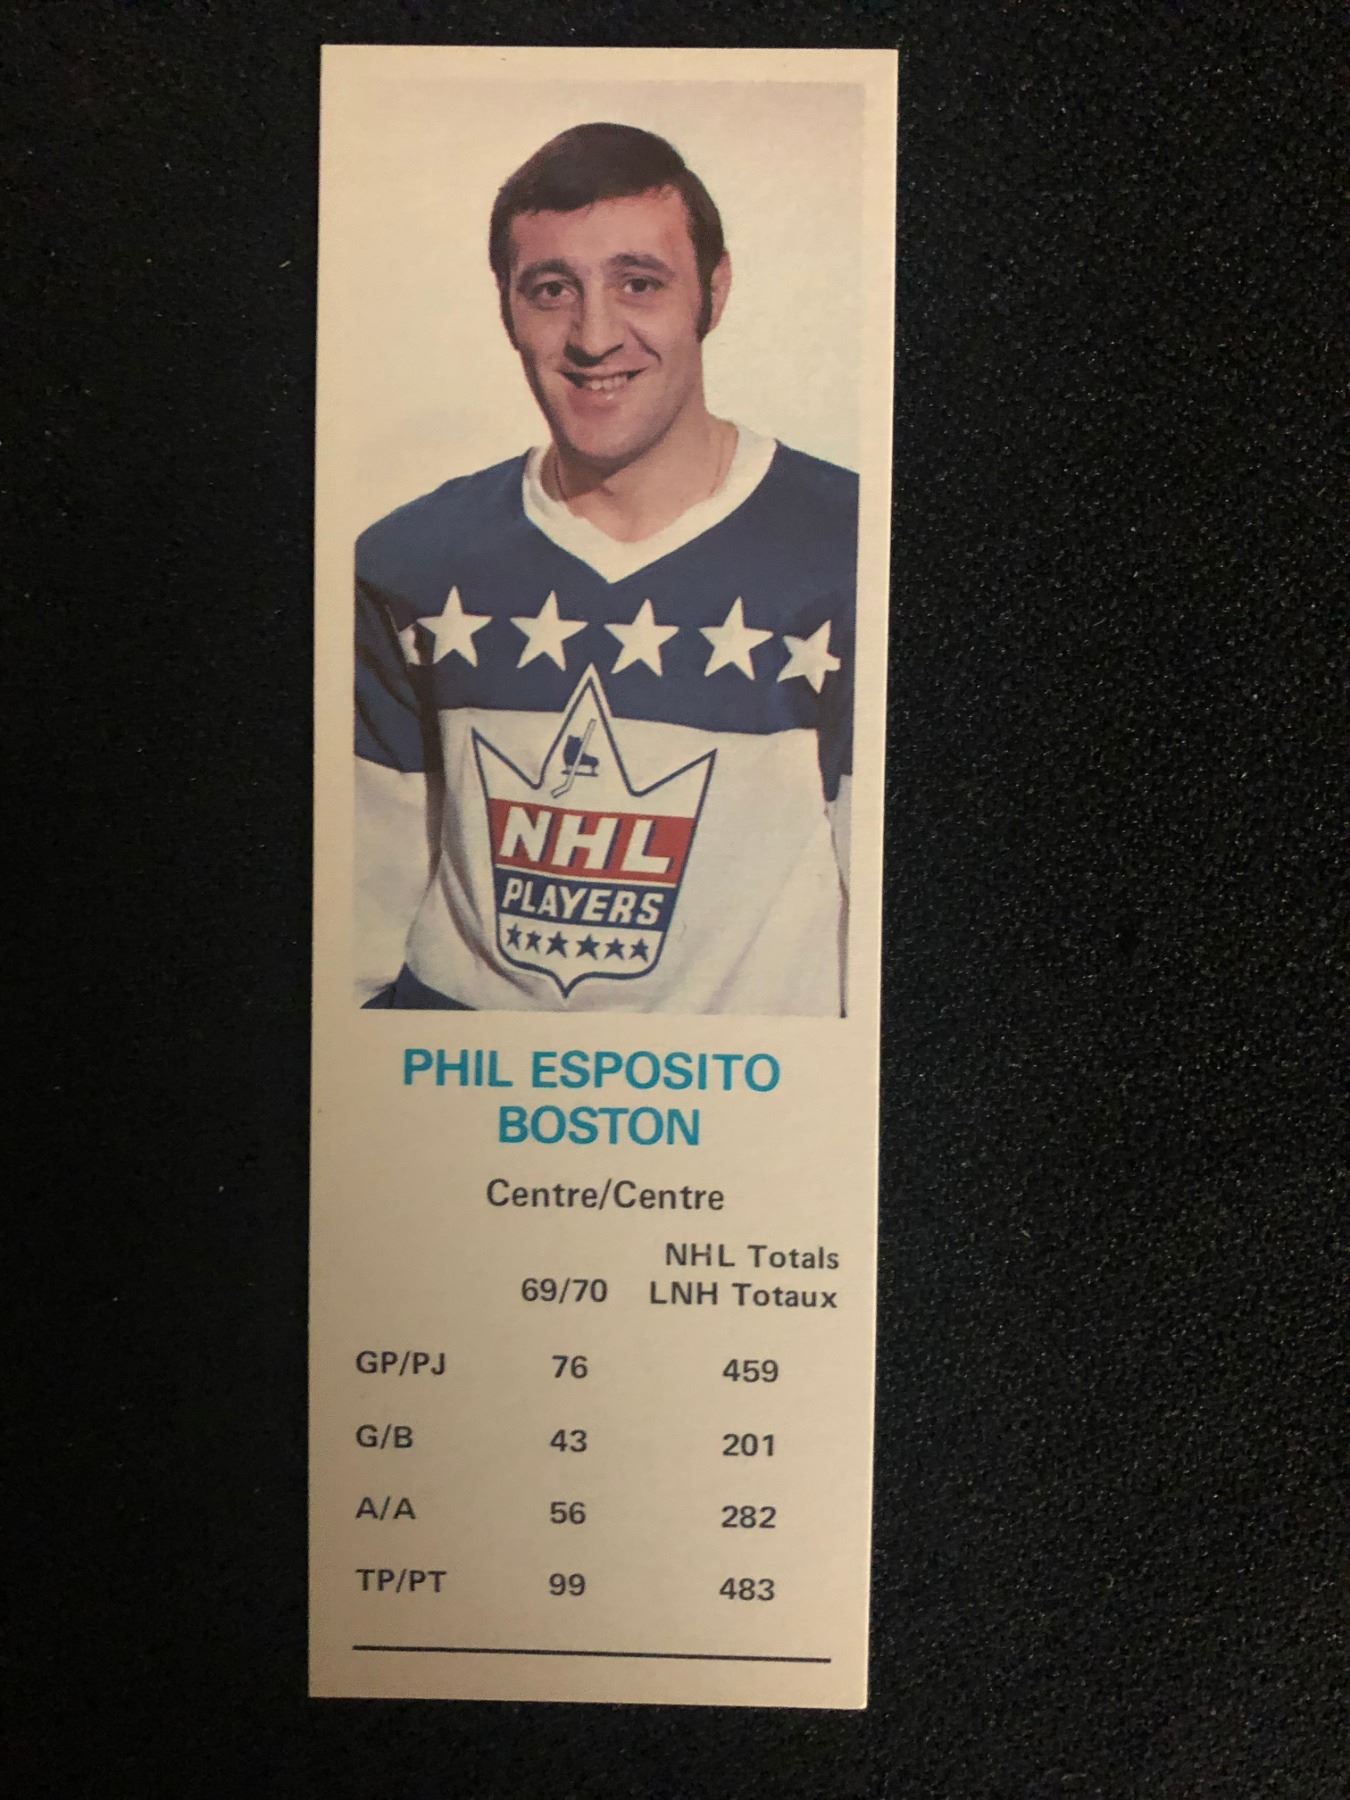 NHL
PLAYERS
PHIL ESPOSITO
BOSTON
Centre/Centre
NHL Totals
69/70 LNH Totaux
GP/PJ 76 459
G/B 43 201
A/A 56 282
TP/PT 99 483